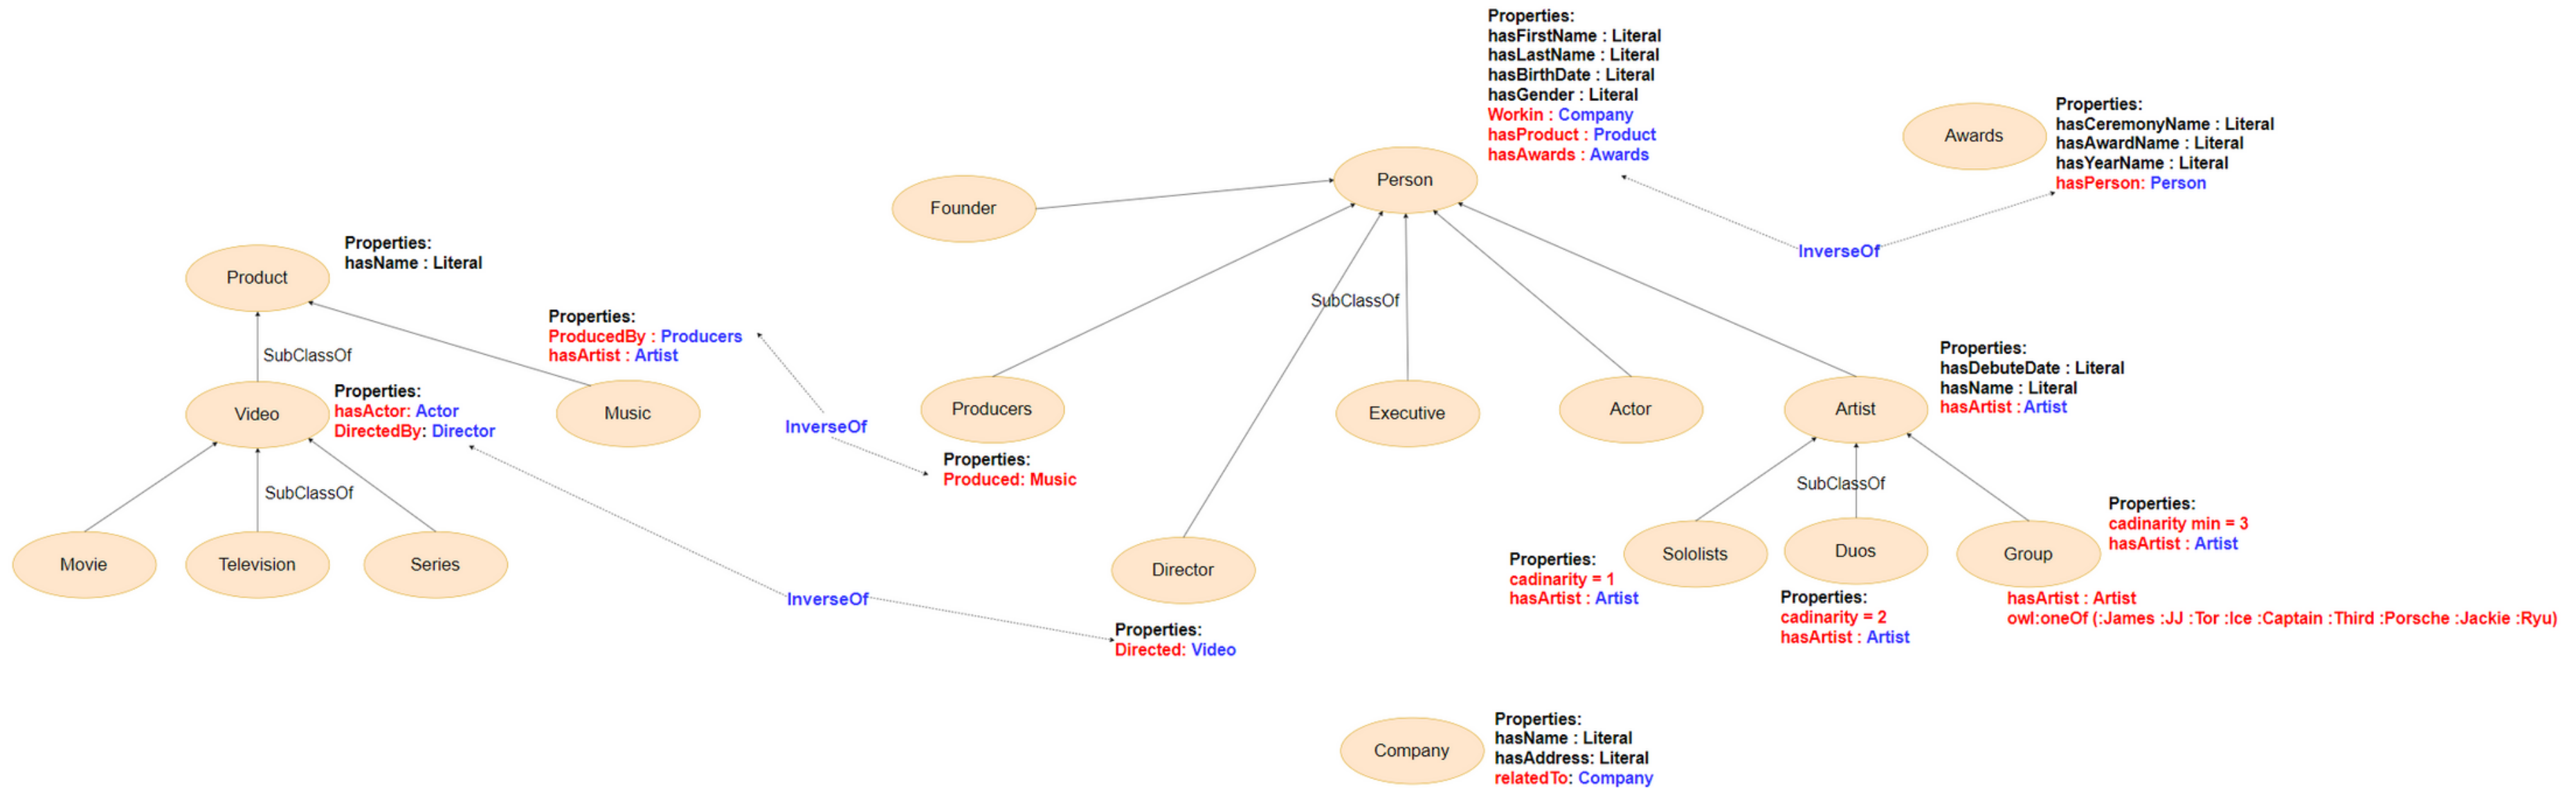 Properties:
hasFirstName : Literal
hasLastName : Literal
hasBirthDate : Literal
hasGender : Literal
Workin : Company
hasProduct : Product
hasAwards : Awards
Person
Awards
Properties:
hasCeremonyName : Literal
hasAwardName : Literal
hasYearName : Literal
hasPerson: Person
InverseOf
Founder
Product
Properties:
hasName : Literal
SubClassOf
Properties:
ProducedBy : Producers
hasArtist : Artist
Video
Properties:
hasActor: Actor
DirectedBy: Director
Music
InverseOf
SubClassOf
Producers
Properties:
Produced: Music
Executive
Actor
Artist
Properties:
hasDebuteDate : Literal
hasName : Literal
hasArtist :Artist
SubClassOf
Movie
Television
Series
InverseOf
Director
Properties:
Directed: Video
SubClassOf
Properties:
cadinarity = 1
hasArtist : Artist
Sololists
Duos
Properties:
cadinarity = 2
hasArtist : Artist
Group
Properties:
cadinarity min = 3
hasArtist : Artist
hasArtist : Artist
owl:oneOf (:James :JJ :Tor :Ice :Captain :Third :Porsche :Jackie :Ryu)
Company
Properties:
hasName : Literal
hasAddress: Literal
relatedTo: Company